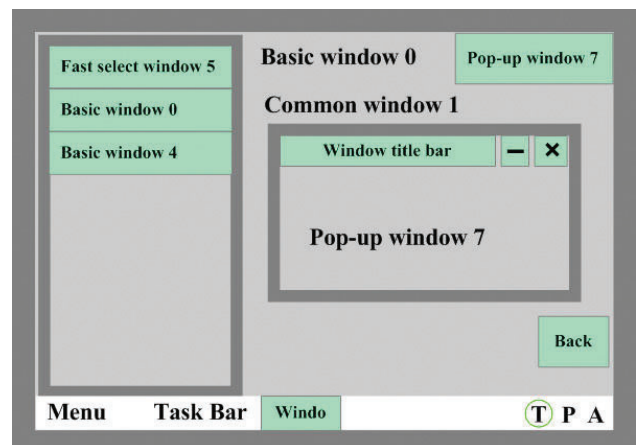 Fast select window 5
Basic window 0
Basic window 4
Basic window 0
Pop-up window 7
Common window 1
Window title bar
Pop-up window 7
Back
Menu Task Bar Windo T P A